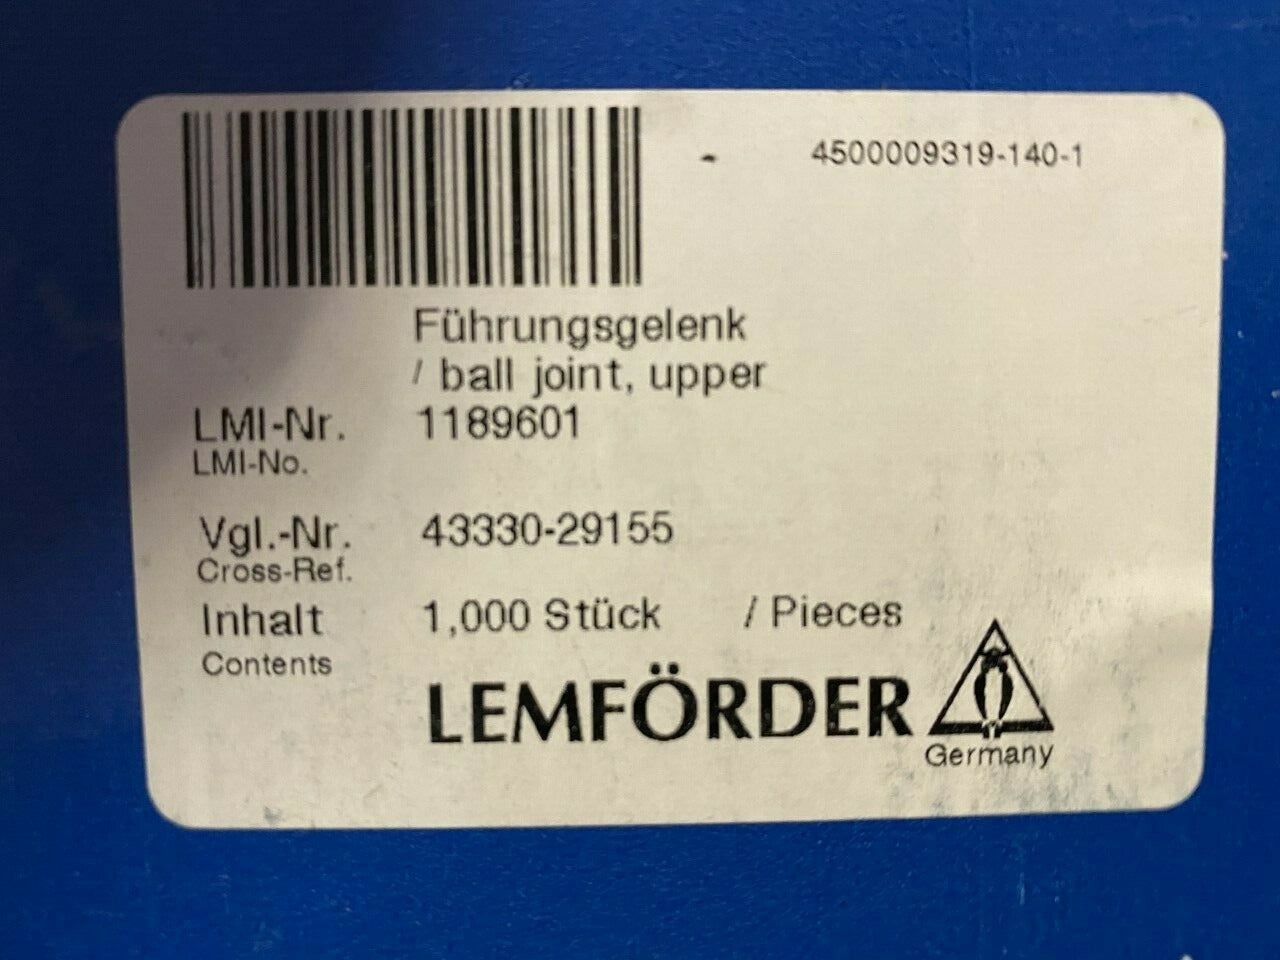 4500009319-140-1
Führungsgelenk
/ ball joint, upper
LMI-Nr. 1189601
LMI-No.
Vgl.-Nr. 43330-29155
Cross-Ref.
Inhalt 1,000 Stück / Pieces
Contents
LEMFÖRDER
Germany